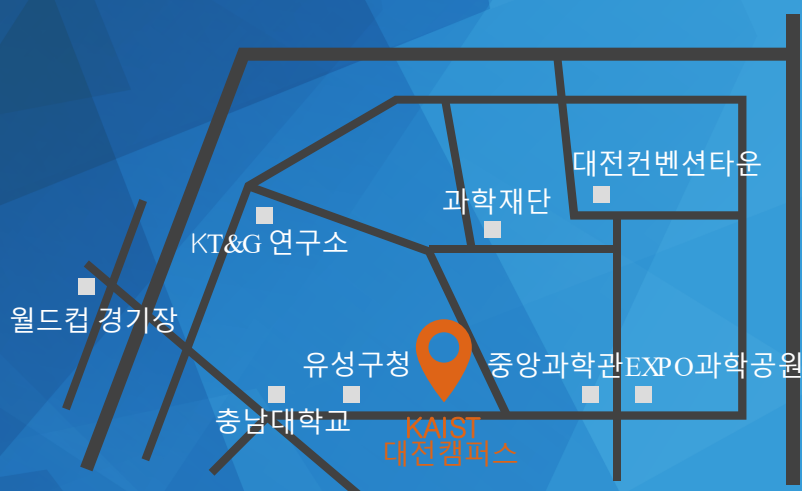 대전컨벤션타운
과학재단
KT&G 연구소
월드컵 경기장
유성구청
중앙과학관
EXPO과학공원
충남대학교
KAIST
대전캠퍼스